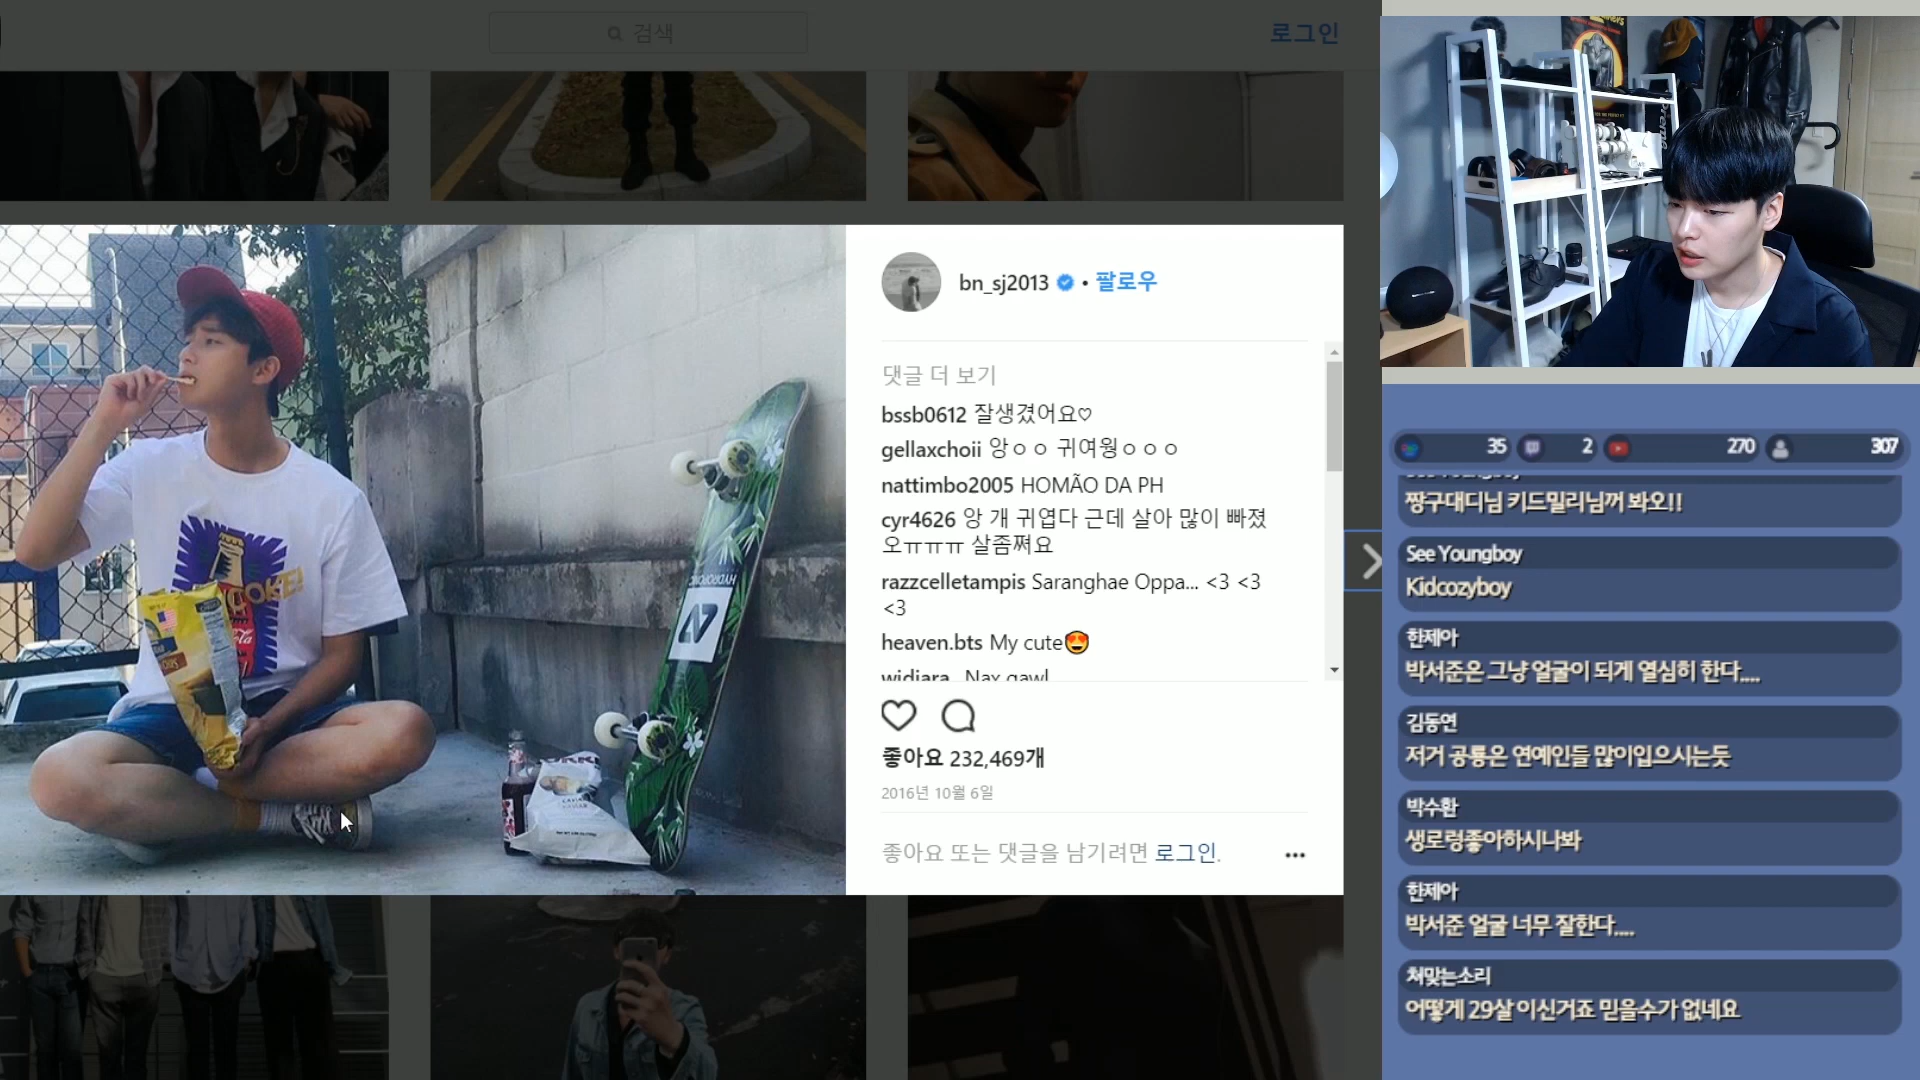 검색
로그인
bn_sj2013 • 팔로우
댓글 더 보기
bssb0612 잘생겼어요♡
gellaxchoii 앙ㅇㅇ 귀여웡ㅇㅇㅇ
nattimbo2005 HOMÃO DA PH
cyr4626 앙 개 귀엽다 근데 살아 많이 빠졌
오ㅠㅠㅠ 살좀쪄요
razzcelletampis Saranghae Oppa... <3 <3
<3
heaven.bts My cute😍
widiara_ Nax gawl
좋아요 232,469개
2016년 10월 6일
좋아요 또는 댓글을 남기려면 로그인.
35
2
270
307
짱구대디님 키드밀리님꺼 봐오!!
See Youngboy
Kidcozyboy
한제아
박서준은 그냥 얼굴이 되게 열심히 한다....
김동연
저거 공룡은 연예인들 많이입으시는듯
박수환
생로렁좋아하시나봐
한제아
박서준 얼굴 너무 잘한다....
쳐맞는소리
어떻게 29살 이신거죠 믿을수가 없네요